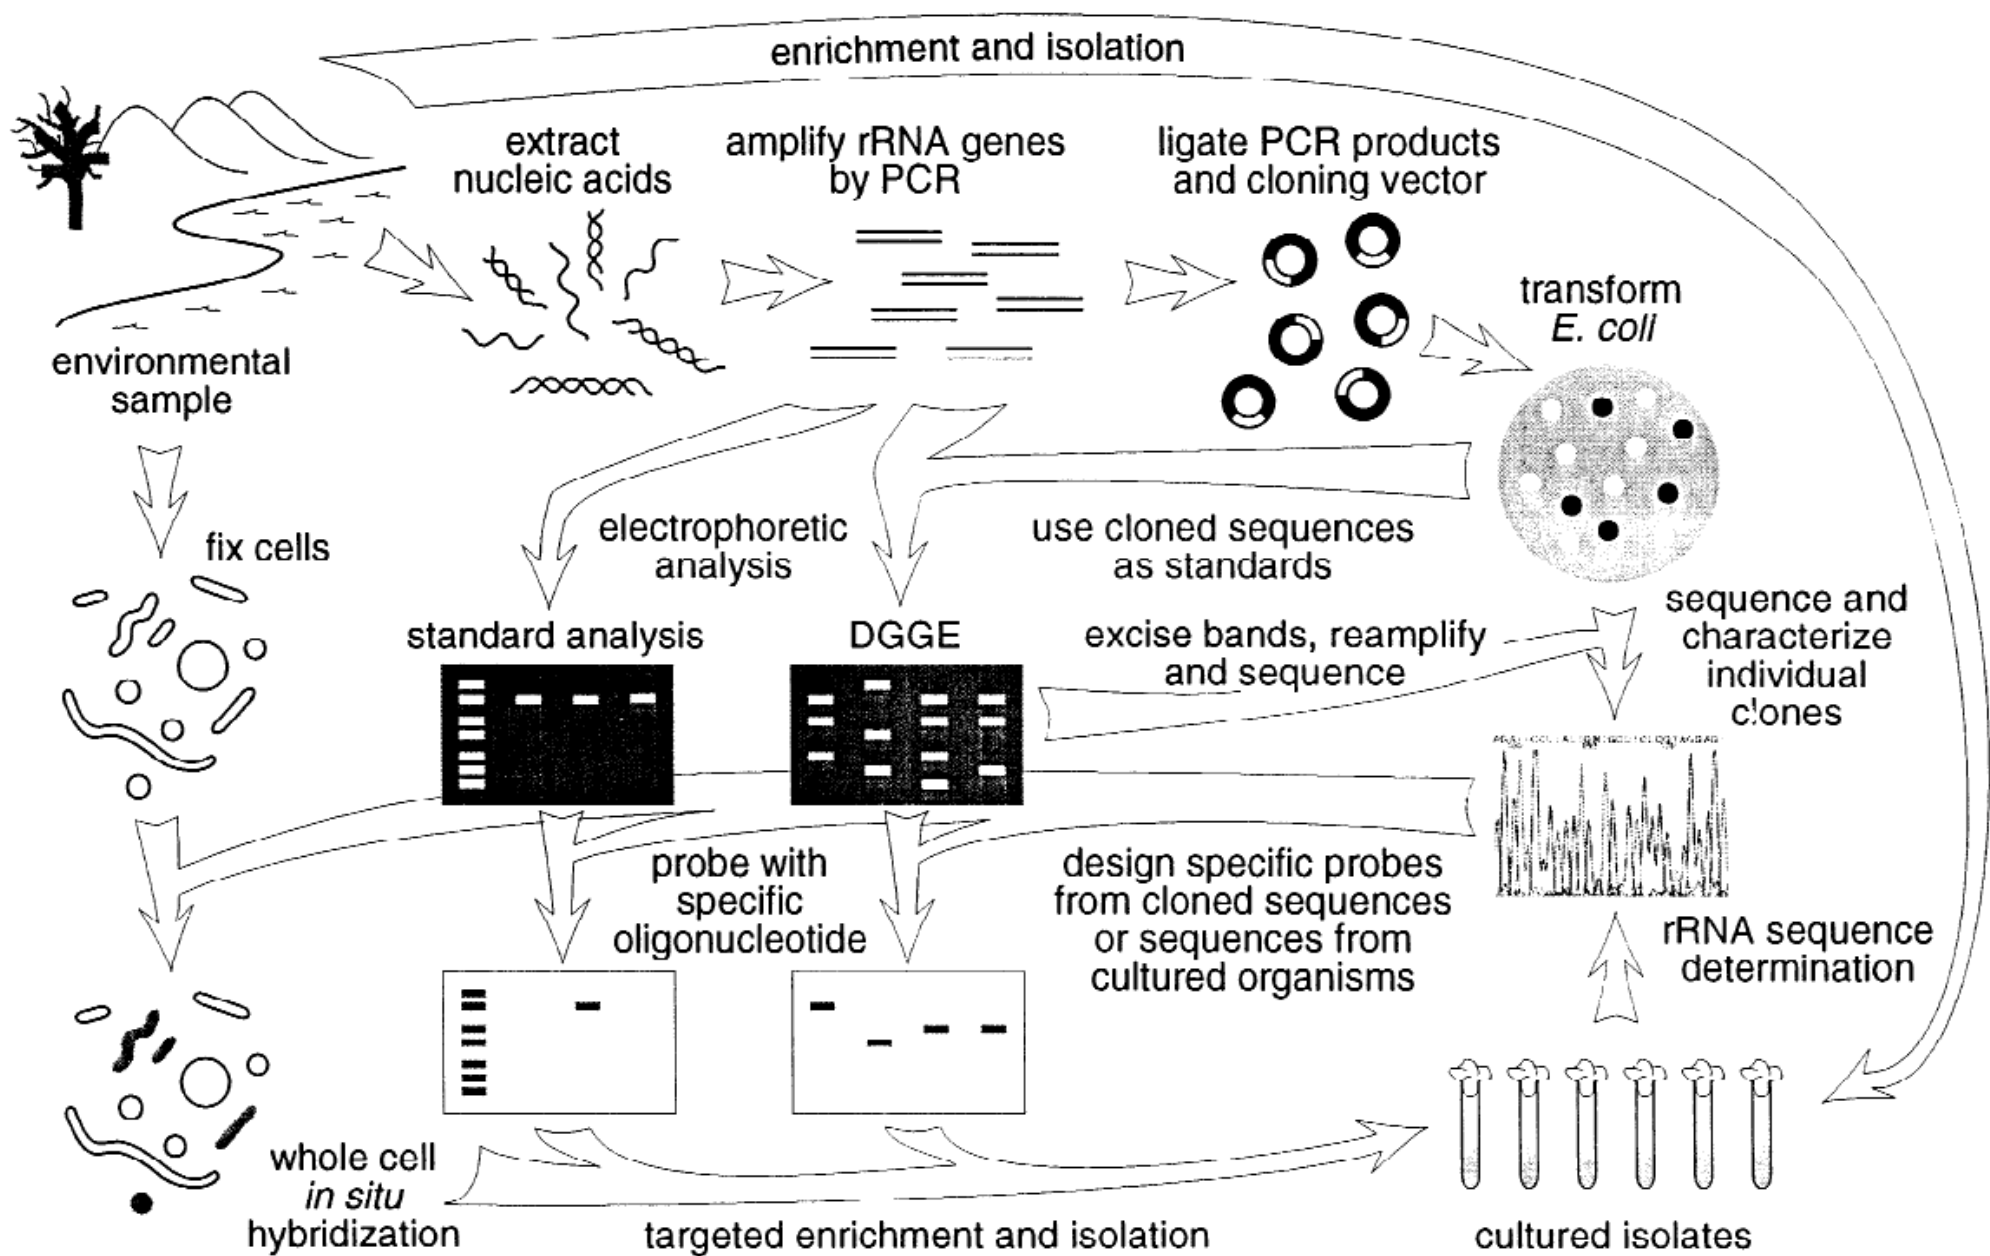 enrichment and isolation
extract
nucleic acids
amplify rRNA genes
by PCR
ligate PCR products
and cloning vector
transform
E. coli
environmental
sample
fix cells
electrophoretic
analysis
use cloned sequences
as standards
standard analysis
DGGE
excise bands, reamplify
and sequence
sequence and
characterize
individual
clones
probe with
specific
oligonucleotide
design specific probes
from cloned sequences
or sequences from
cultured organisms
rRNA sequence
determination
whole cell
in situ
hybridization
targeted enrichment and isolation
cultured isolates